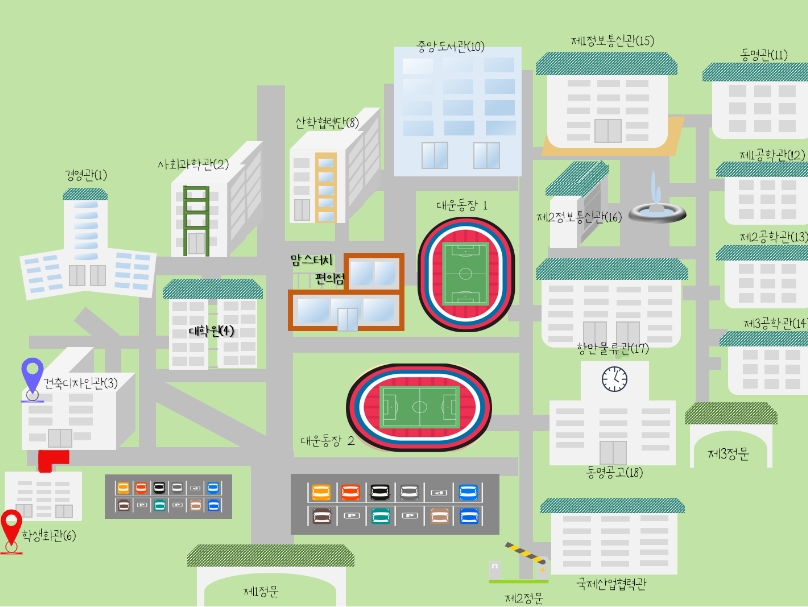 중앙도서관(10)
제1정보통신관(15)
동명관(11)
산학협력단(8)
사회과학관(2)
경영관(1)
제1공학관(12)
대운동장 1
제2정보통신관(16)
제2공학관(13)
맘스터치
편의점
대학원(4)
제3공학관(14)
항만물류관(17)
건축디자인관(3)
대운동장 2
제3정문
동명공고(18)
학생회관(6)
국제산업협력관
제1정문
제2정문